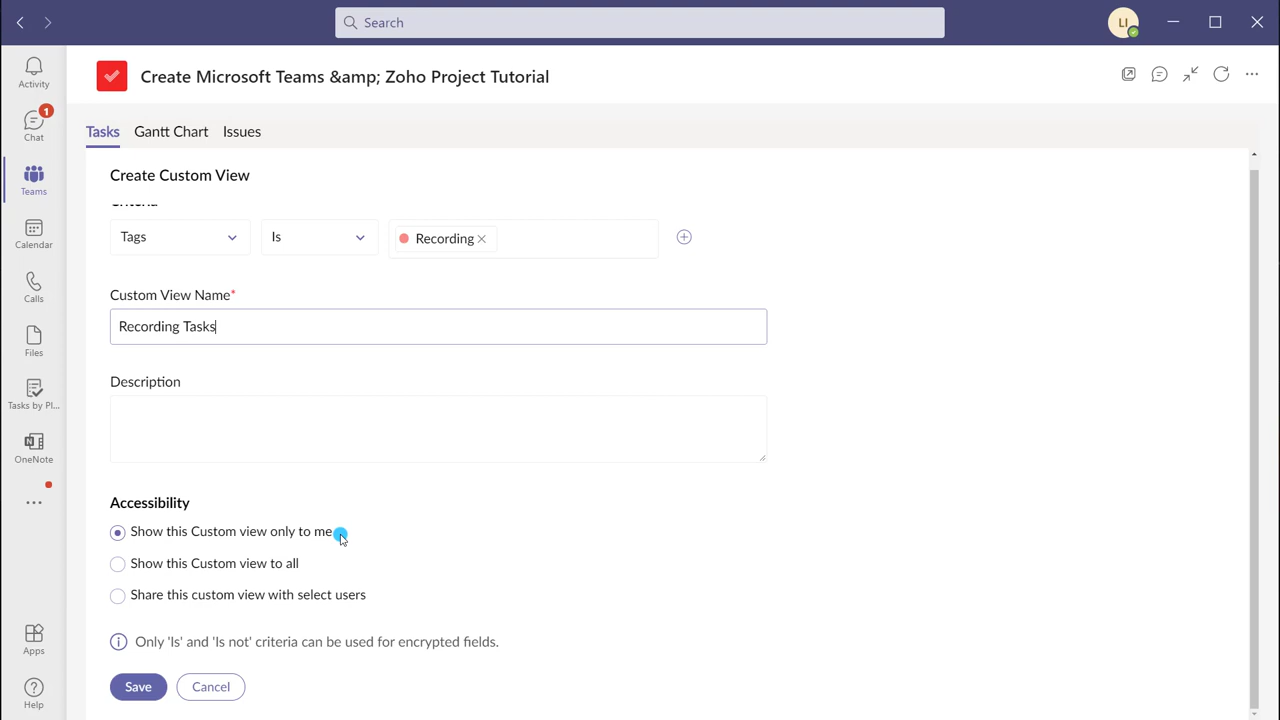 Search
LI
Create Microsoft Teams &amp; Zoho Project Tutorial
Activity
1
Chat
Teams
Calendar
Calls
Files
Tasks by Pl...
OneNote
Apps
Help
Tasks Gantt Chart Issues
Create Custom View
Criteria
Tags Is Recording
Custom View Name*
Recording Tasks
Description
Accessibility
Show this Custom view only to me
Show this Custom view to all
Share this custom view with select users
Only 'Is' and 'Is not' criteria can be used for encrypted fields.
Save Cancel